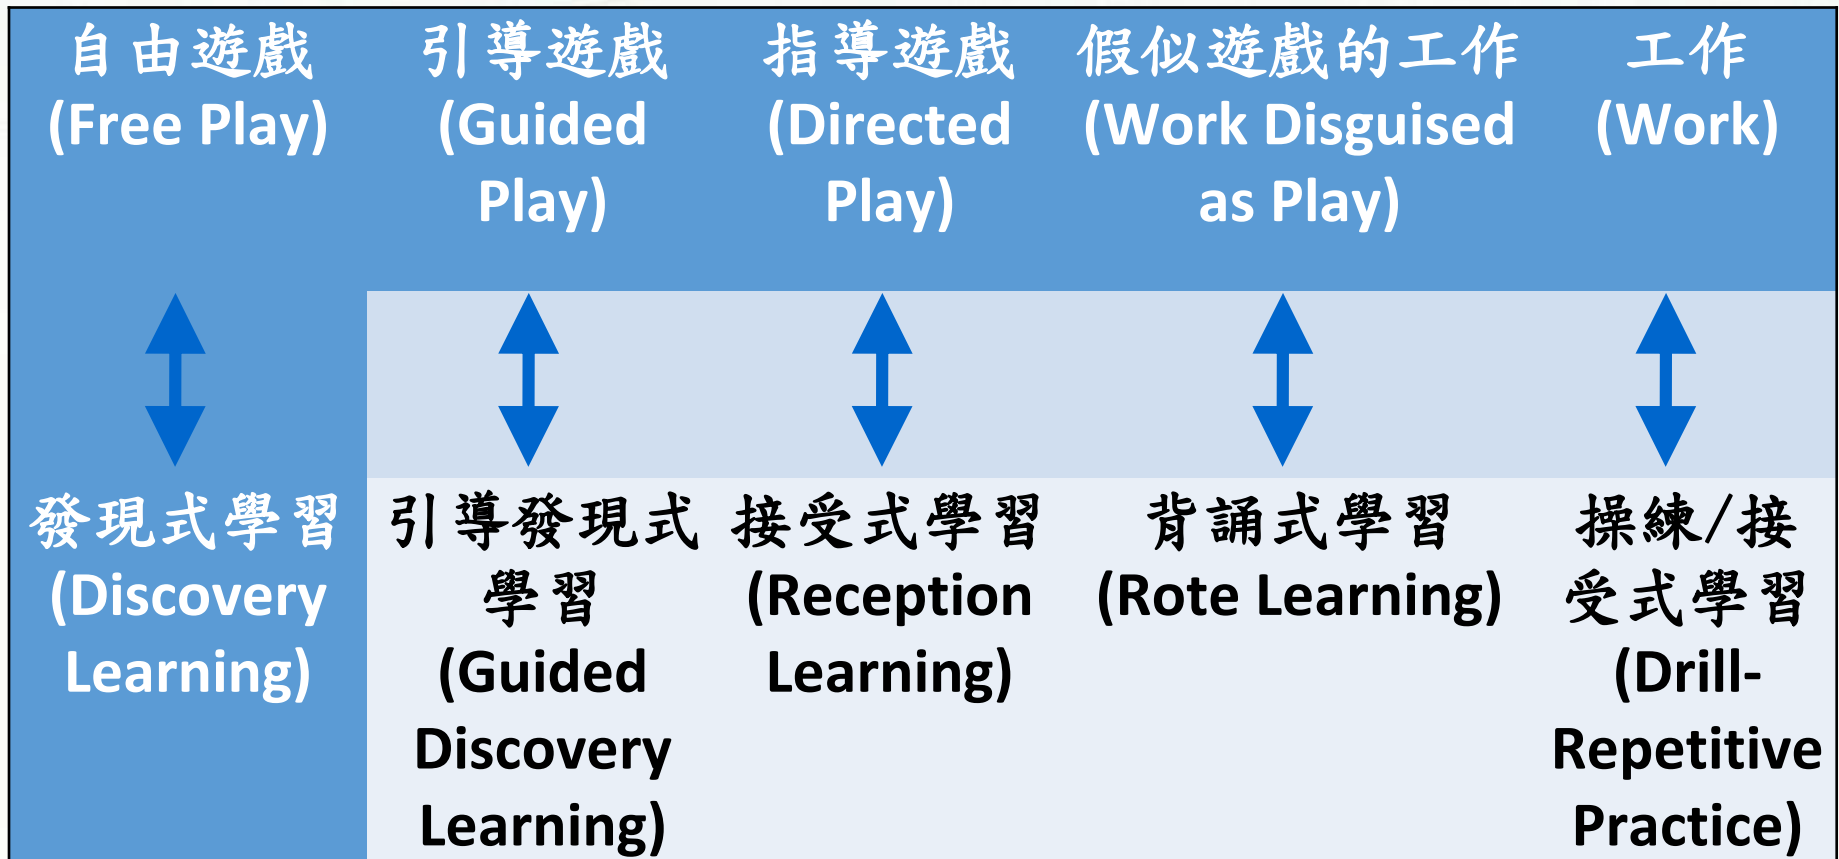 自由遊戲
(Free Play)
引導遊戲
(Guided
Play)
指導遊戲
(Directed
Play)
假似遊戲的工作
(Work Disguised
as Play)
工作
(Work)
發現式學習
(Discovery
Learning)
引導發現式
學習
(Guided
Discovery
Learning)
接受式學習
(Reception
Learning)
背誦式學習
(Rote Learning)
操練/接
受式學習
(Drill-
Repetitive
Practice)